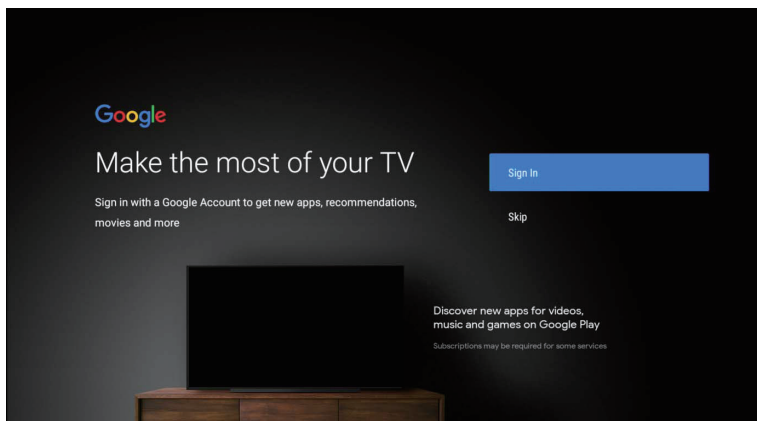 Google
Make the most of your TV
Sign in with a Google Account to get new apps, recommendations,
movies and more
Sign In
Skip
Discover new apps for videos,
music and games on Google Play
Subscriptions may be required for some services